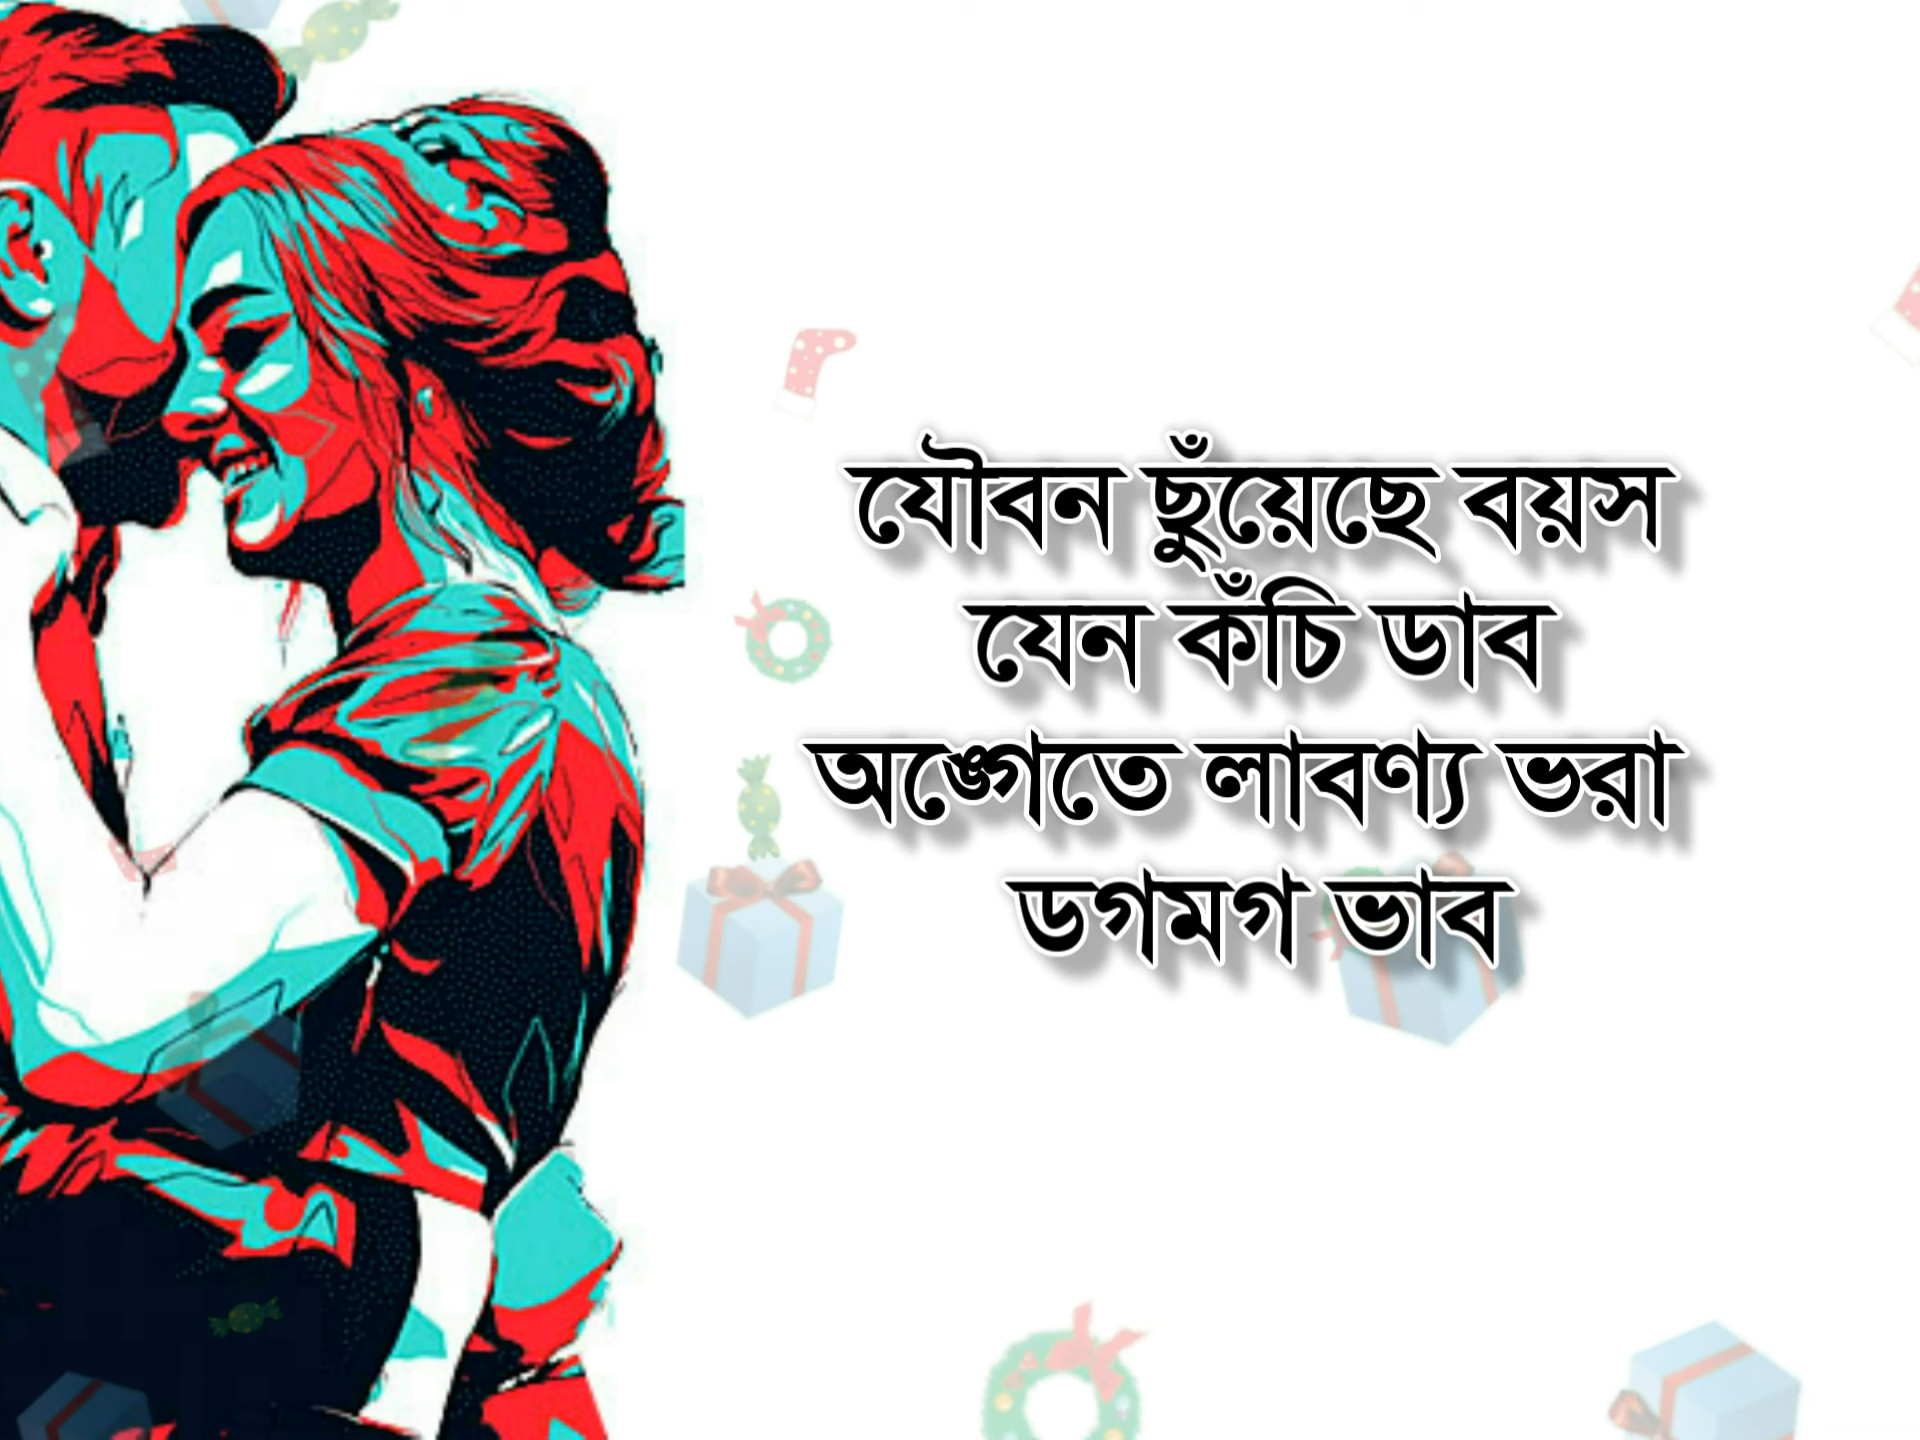 যৌবন ছুঁয়েছে বয়স
যেন কঁচি ডাব
অঙ্গেতে লাবণ্য ভরা
ডগমগ ভাব